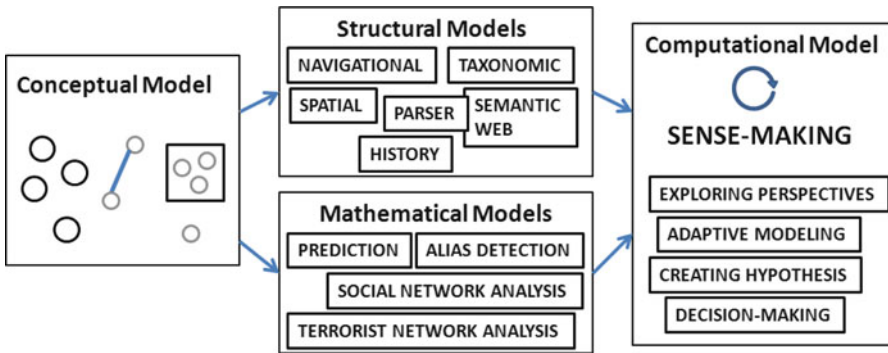 Conceptual Model
Structural Models
NAVIGATIONAL
TAXONOMIC
SPATIAL
PARSER
SEMANTIC
WEB
HISTORY
Mathematical Models
PREDICTION
ALIAS DETECTION
SOCIAL NETWORK ANALYSIS
TERRORIST NETWORK ANALYSIS
Computational Model
SENSE-MAKING
EXPLORING PERSPECTIVES
ADAPTIVE MODELING
CREATING HYPOTHESIS
DECISION-MAKING